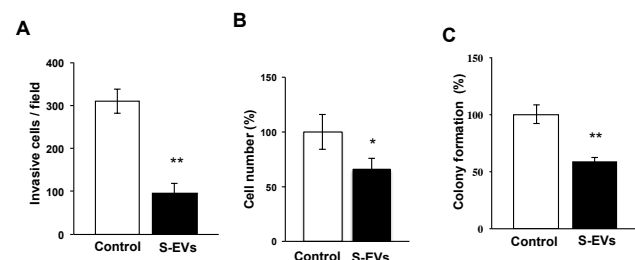 A
Invasive cells / field
400
300
200
100
0
**
Control S-EVs
B
Cell number (%)
150
100
50
0
*
Control S-EVs
C
Colony formation (%)
150
100
50
0
**
Control S-EVs